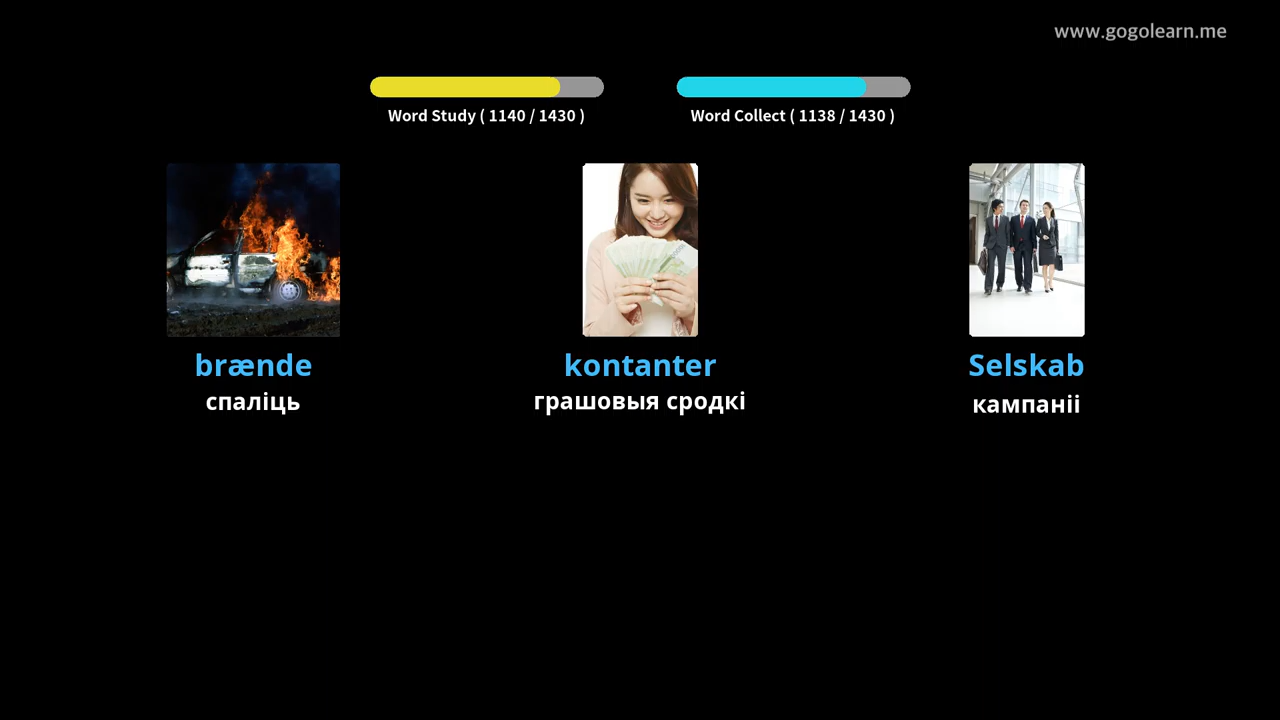 www.gogolearn.me
Word Study ( 1140 / 1430 )
Word Collect ( 1138 / 1430 )
brænde
kontanter
Selskab
спаліць
грашовыя сродкі
кампаніі